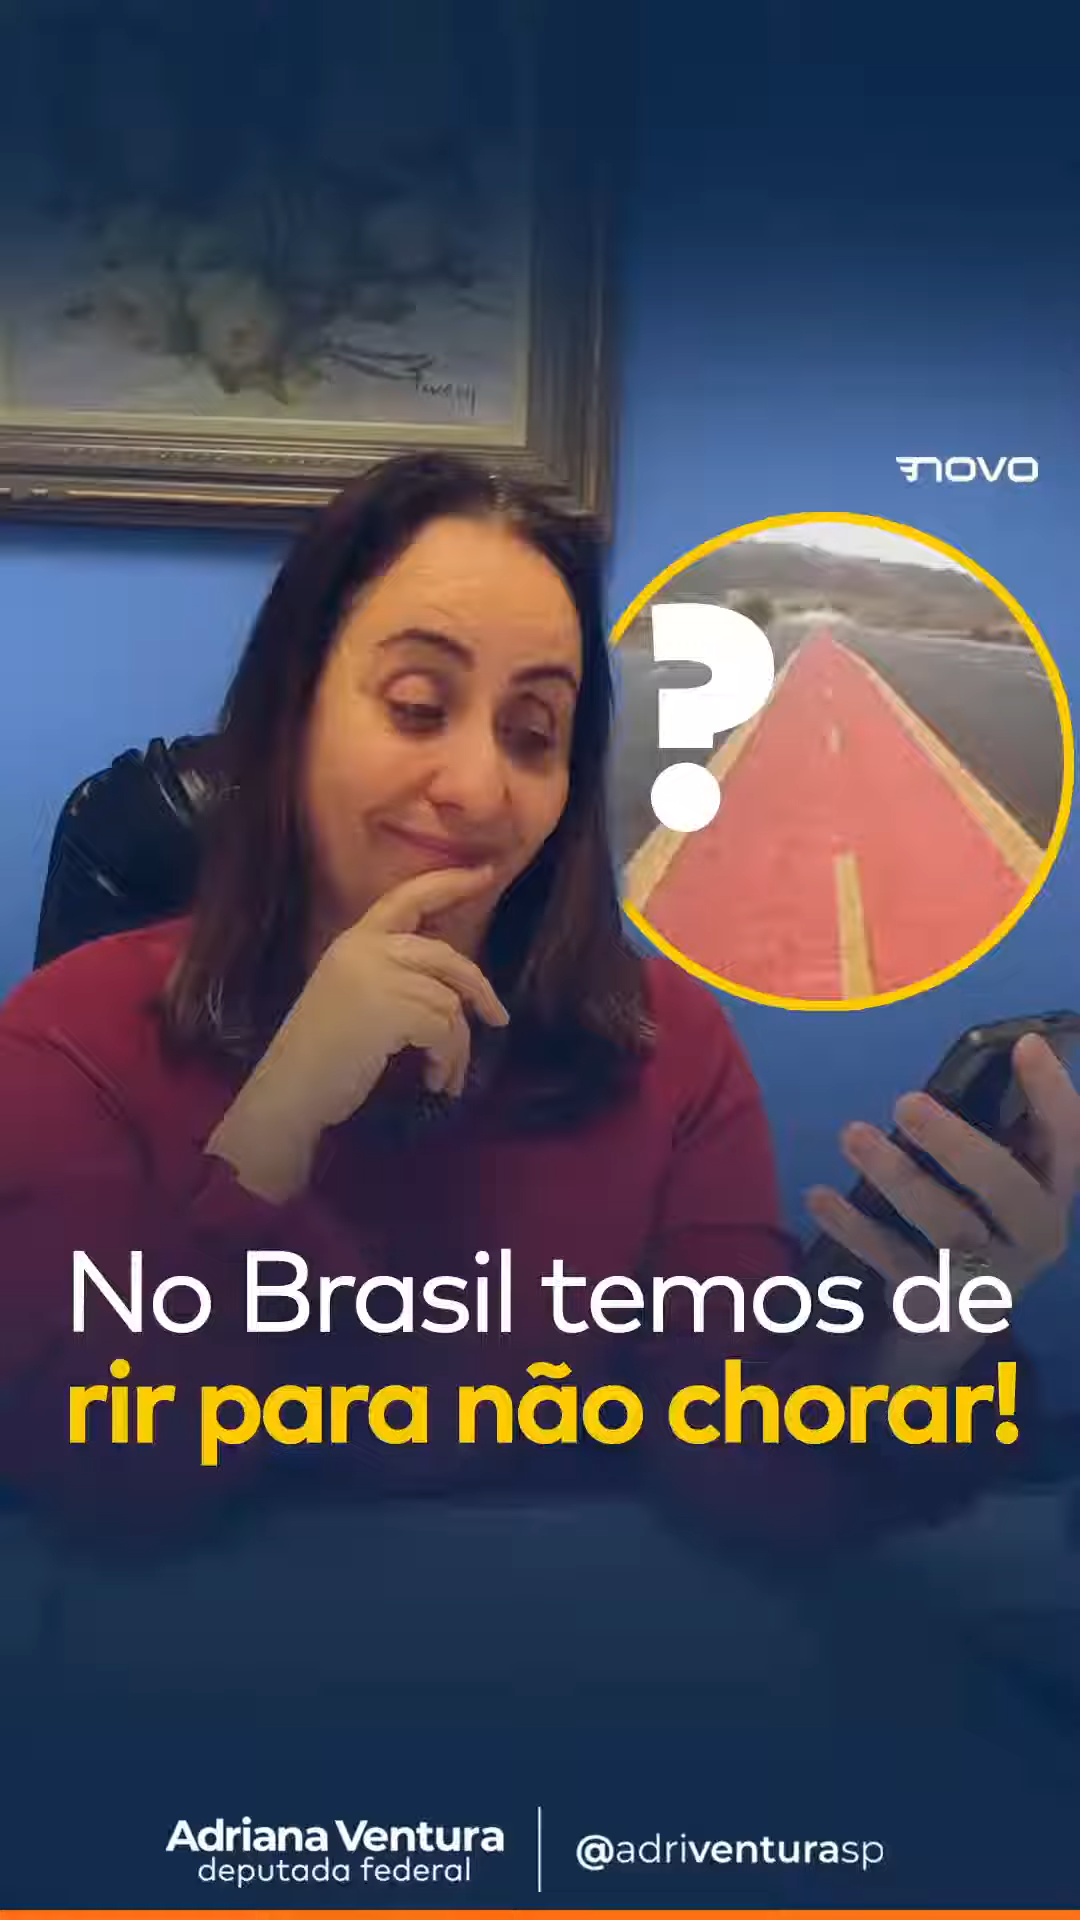 NOVO
?
No Brasil temos de
rir para não chorar!
Adriana Ventura
deputada federal
@adriventurasp